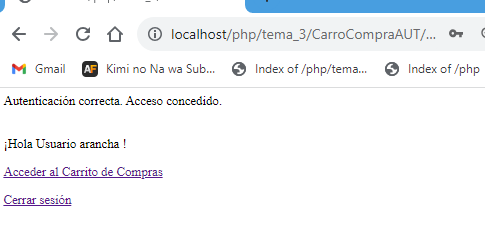 localhost/php/tema_3/CarroCompraAUT/...
Gmail
AF Kimi no Na wa Sub...
Index of /php/tema...
Index of /php
Autenticación correcta. Acceso concedido.
¡Hola Usuario arancha !
Acceder al Carrito de Compras
Cerrar sesión